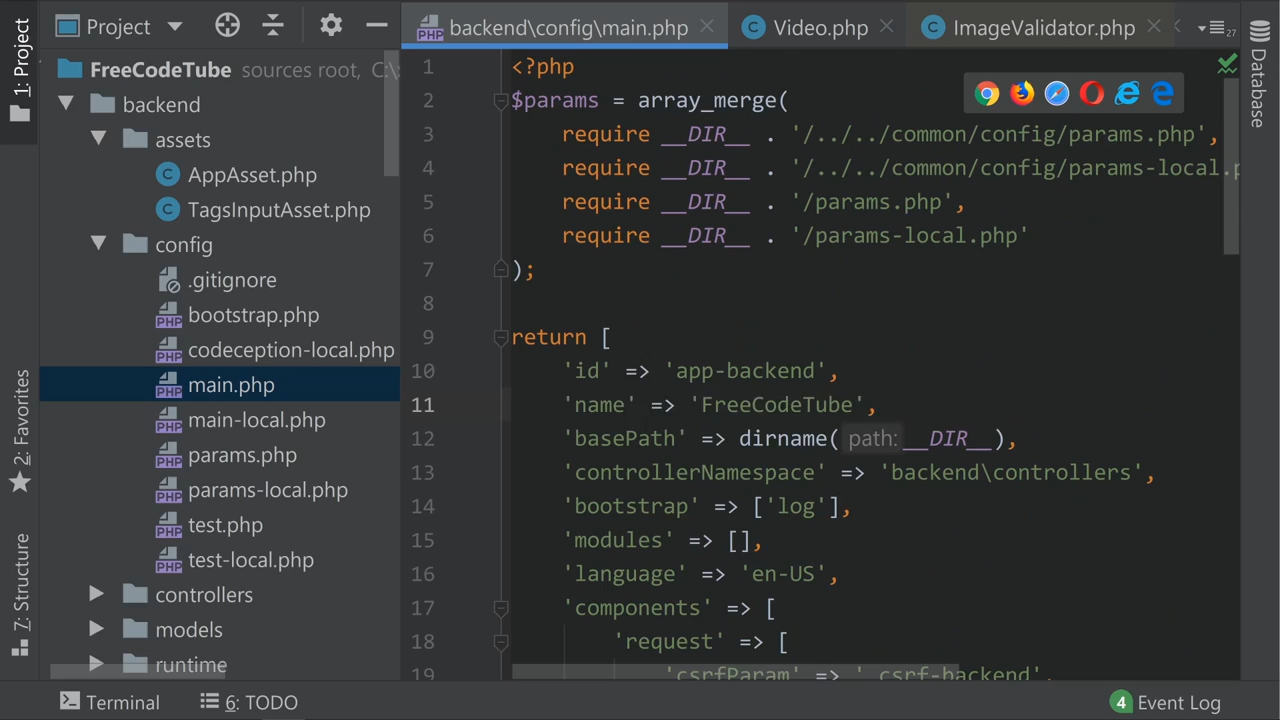 Project
backend\config\main.php
Video.php
ImageValidator.php
27
1: Project
2: Favorites
7: Structure
Database
FreeCodeTube sources root, C:\
backend
assets
AppAsset.php
TagsInputAsset.php
config
.gitignore
bootstrap.php
codeception-local.php
main.php
main-local.php
params.php
params-local.php
test.php
test-local.php
controllers
models
runtime
1 <?php
2 $params = array_merge(
3 require __DIR__ . '/../../common/config/params.php',
4 require __DIR__ . '/../../common/config/params-local.p
5 require __DIR__ . '/params.php',
6 require __DIR__ . '/params-local.php'
7 );
8
9 return [
10 'id' => 'app-backend',
11 'name' => 'FreeCodeTube',
12 'basePath' => dirname( path: __DIR__),
13 'controllerNamespace' => 'backend\controllers',
14 'bootstrap' => ['log'],
15 'modules' => [],
16 'language' => 'en-US',
17 'components' => [
18 'request' => [
19 'csrfParam' => '_csrf-backend',
Terminal
6: TODO
4 Event Log